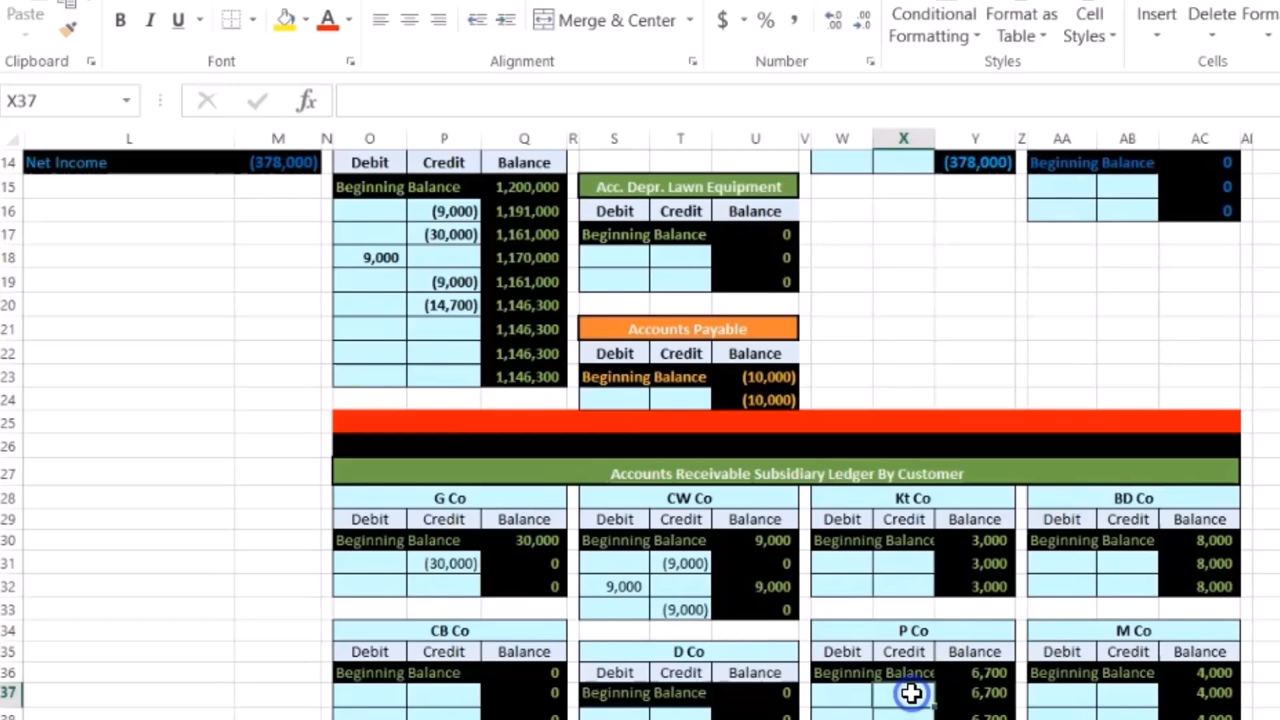 Paste
B I U A Merge & Center $ % , Conditional Formatting Format as Table Cell Styles Insert Delete Form
Clipboard Font Alignment Number Styles Cells
X37 fx
L M N O P Q R S T U V W X Y Z AA AB AC
14 Net Income (378,000) Debit Credit Balance (378,000) Beginning Balance 0
15 Beginning Balance 1,200,000 Acc. Depr. Lawn Equipment 0
16 (9,000) 1,191,000 Debit Credit Balance 0
17 (30,000) 1,161,000 Beginning Balance 0
18 9,000 1,170,000 0
19 (9,000) 1,161,000 0
20 (14,700) 1,146,300
21 1,146,300 Accounts Payable
22 1,146,300 Debit Credit Balance
23 1,146,300 Beginning Balance (10,000)
24 (10,000)
25
26
27 Accounts Receivable Subsidiary Ledger By Customer
28 G Co CW Co Kt Co BD Co
29 Debit Credit Balance Debit Credit Balance Debit Credit Balance Debit Credit Balance
30 Beginning Balance 30,000 Beginning Balance 9,000 Beginning Balance 3,000 Beginning Balance 8,000
31 (30,000) 0 (9,000) 0 3,000 8,000
32 0 9,000 9,000 3,000 8,000
33 (9,000) 0
34 CB Co P Co M Co
35 Debit Credit Balance D Co Debit Credit Balance Debit Credit Balance
36 Beginning Balance 0 Debit Credit Balance Beginning Balance 6,700 Beginning Balance 4,000
37 0 Beginning Balance 0 6,700 4,000